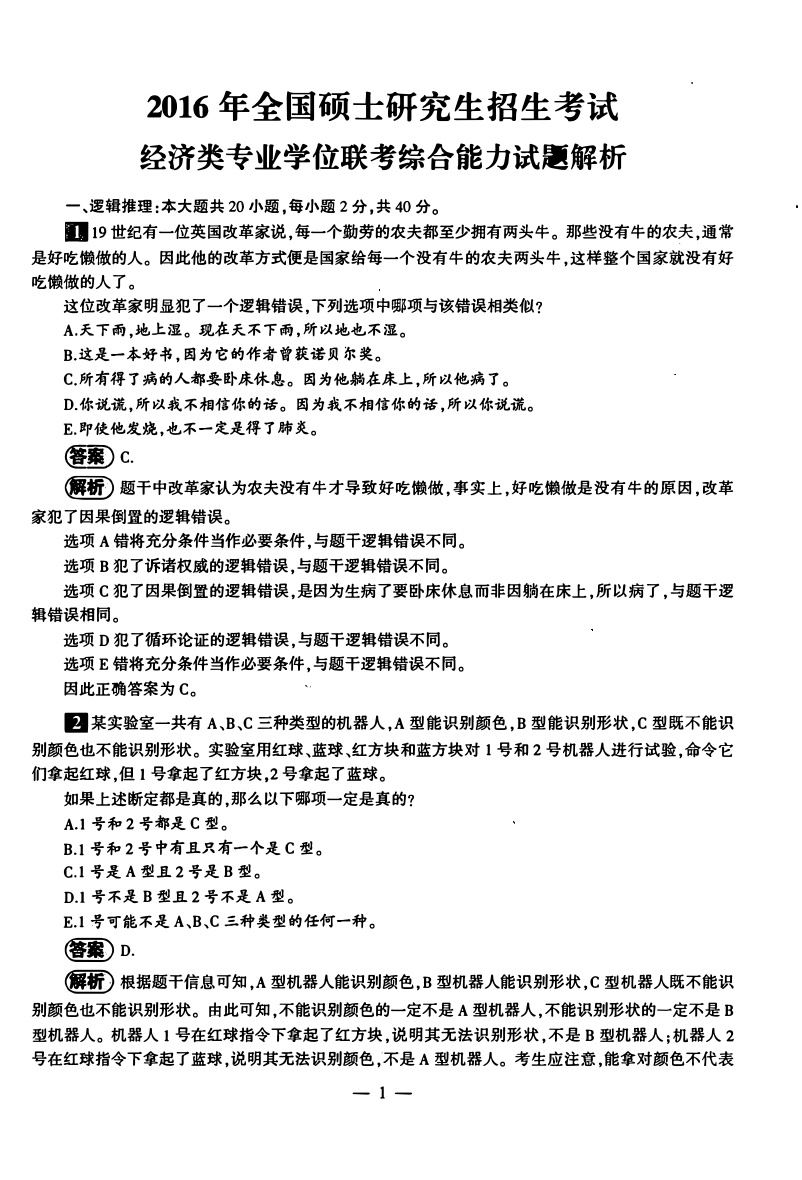 2016 年全国硕士研究生招生考试
经济类专业学位联考综合能力试题解析
一、逻辑推理:本大题共 20 小题,每小题 2 分,共 40 分。
1 19 世纪有一位英国改革家说,每一个勤劳的农夫都至少拥有两头牛。那些没有牛的农夫,通常
是好吃懒做的人。因此他的改革方式便是国家给每一个没有牛的农夫两头牛,这样整个国家就没有好
吃懒做的人了。
这位改革家明显犯了一个逻辑错误,下列选项中哪项与该错误相类似?
A.天下雨,地上湿。现在天不下雨,所以地也不湿。
B.这是一本好书,因为它的作者曾获诺贝尔奖。
C.所有得了病的人都要卧床休息。因为他躺在床上,所以他病了。
D.你说谎,所以我不相信你的话。因为我不相信你的话,所以你说谎。
E.即使他发烧,也不一定是得了肺炎。
答案 C.
解析 题干中改革家认为农夫没有牛才导致好吃懒做,事实上,好吃懒做是没有牛的原因,改革
家犯了因果倒置的逻辑错误。
选项 A 错将充分条件当作必要条件,与题干逻辑错误不同。
选项 B 犯了诉诸权威的逻辑错误,与题干逻辑错误不同。
选项 C 犯了因果倒置的逻辑错误,是因为生病了要卧床休息而非因躺在床上,所以病了,与题干逻
辑错误相同。
选项 D 犯了循环论证的逻辑错误,与题干逻辑错误不同。
选项 E 错将充分条件当作必要条件,与题干逻辑错误不同。
因此正确答案为 C。
2 某实验室一共有 A、B、C 三种类型的机器人,A 型能识别颜色,B 型能识别形状,C 型既不能识
别颜色也不能识别形状。实验室用红球、蓝球、红方块和蓝方块对 1 号和 2 号机器人进行试验,命令它
们拿起红球,但 1 号拿起了红方块,2 号拿起了蓝球。
如果上述断定都是真的,那么以下哪项一定是真的?
A.1 号和 2 号都是 C 型。
B.1 号和 2 号中有且只有一个是 C 型。
C.1 号是 A 型且 2 号是 B 型。
D.1 号不是 B 型且 2 号不是 A 型。
E.1 号可能不是 A、B、C 三种类型的任何一种。
答案 D.
解析 根据题干信息可知,A 型机器人能识别颜色,B 型机器人能识别形状,C 型机器人既不能识
别颜色也不能识别形状。由此可知,不能识别颜色的一定不是 A 型机器人,不能识别形状的一定不是 B
型机器人。机器人 1 号在红球指令下拿起了红方块,说明其无法识别形状,不是 B 型机器人;机器人 2
号在红球指令下拿起了蓝球,说明其无法识别颜色,不是 A 型机器人。考生应注意,能拿对颜色不代表
— 1 —